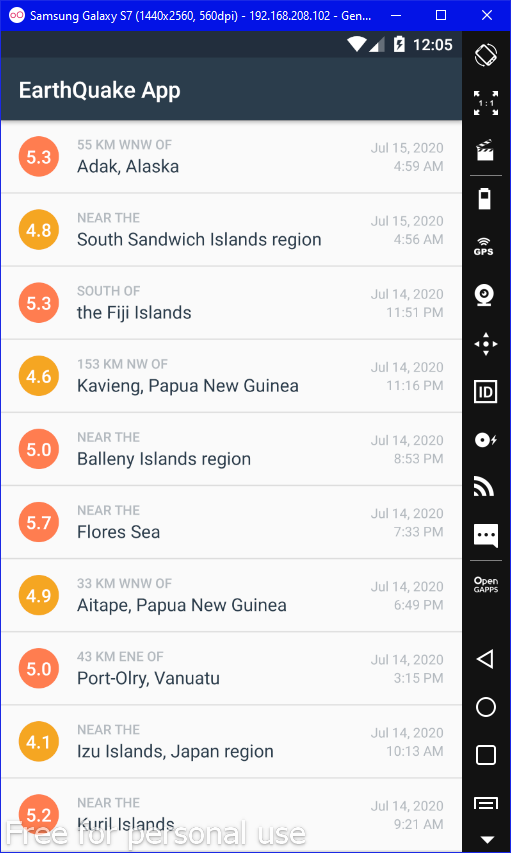 Samsung Galaxy S7 (1440x2560, 560dpi) - 192.168.208.102 - Gen...
12:05
EarthQuake App
5.3
55 KM WNW OF
Adak, Alaska
Jul 15, 2020
4:59 AM
4.8
NEAR THE
South Sandwich Islands region
Jul 15, 2020
4:56 AM
5.3
SOUTH OF
the Fiji Islands
Jul 14, 2020
11:51 PM
4.6
153 KM NW OF
Kavieng, Papua New Guinea
Jul 14, 2020
11:16 PM
5.0
NEAR THE
Balleny Islands region
Jul 14, 2020
8:53 PM
5.7
NEAR THE
Flores Sea
Jul 14, 2020
7:33 PM
4.9
33 KM WNW OF
Aitape, Papua New Guinea
Jul 14, 2020
6:49 PM
5.0
43 KM ENE OF
Port-Olry, Vanuatu
Jul 14, 2020
3:15 PM
4.1
NEAR THE
Izu Islands, Japan region
Jul 14, 2020
10:13 AM
5.2
NEAR THE
Kuril Islands
Jul 14, 2020
9:21 AM
Free for personal use
1:1
GPS
ID
Open
GAPPS